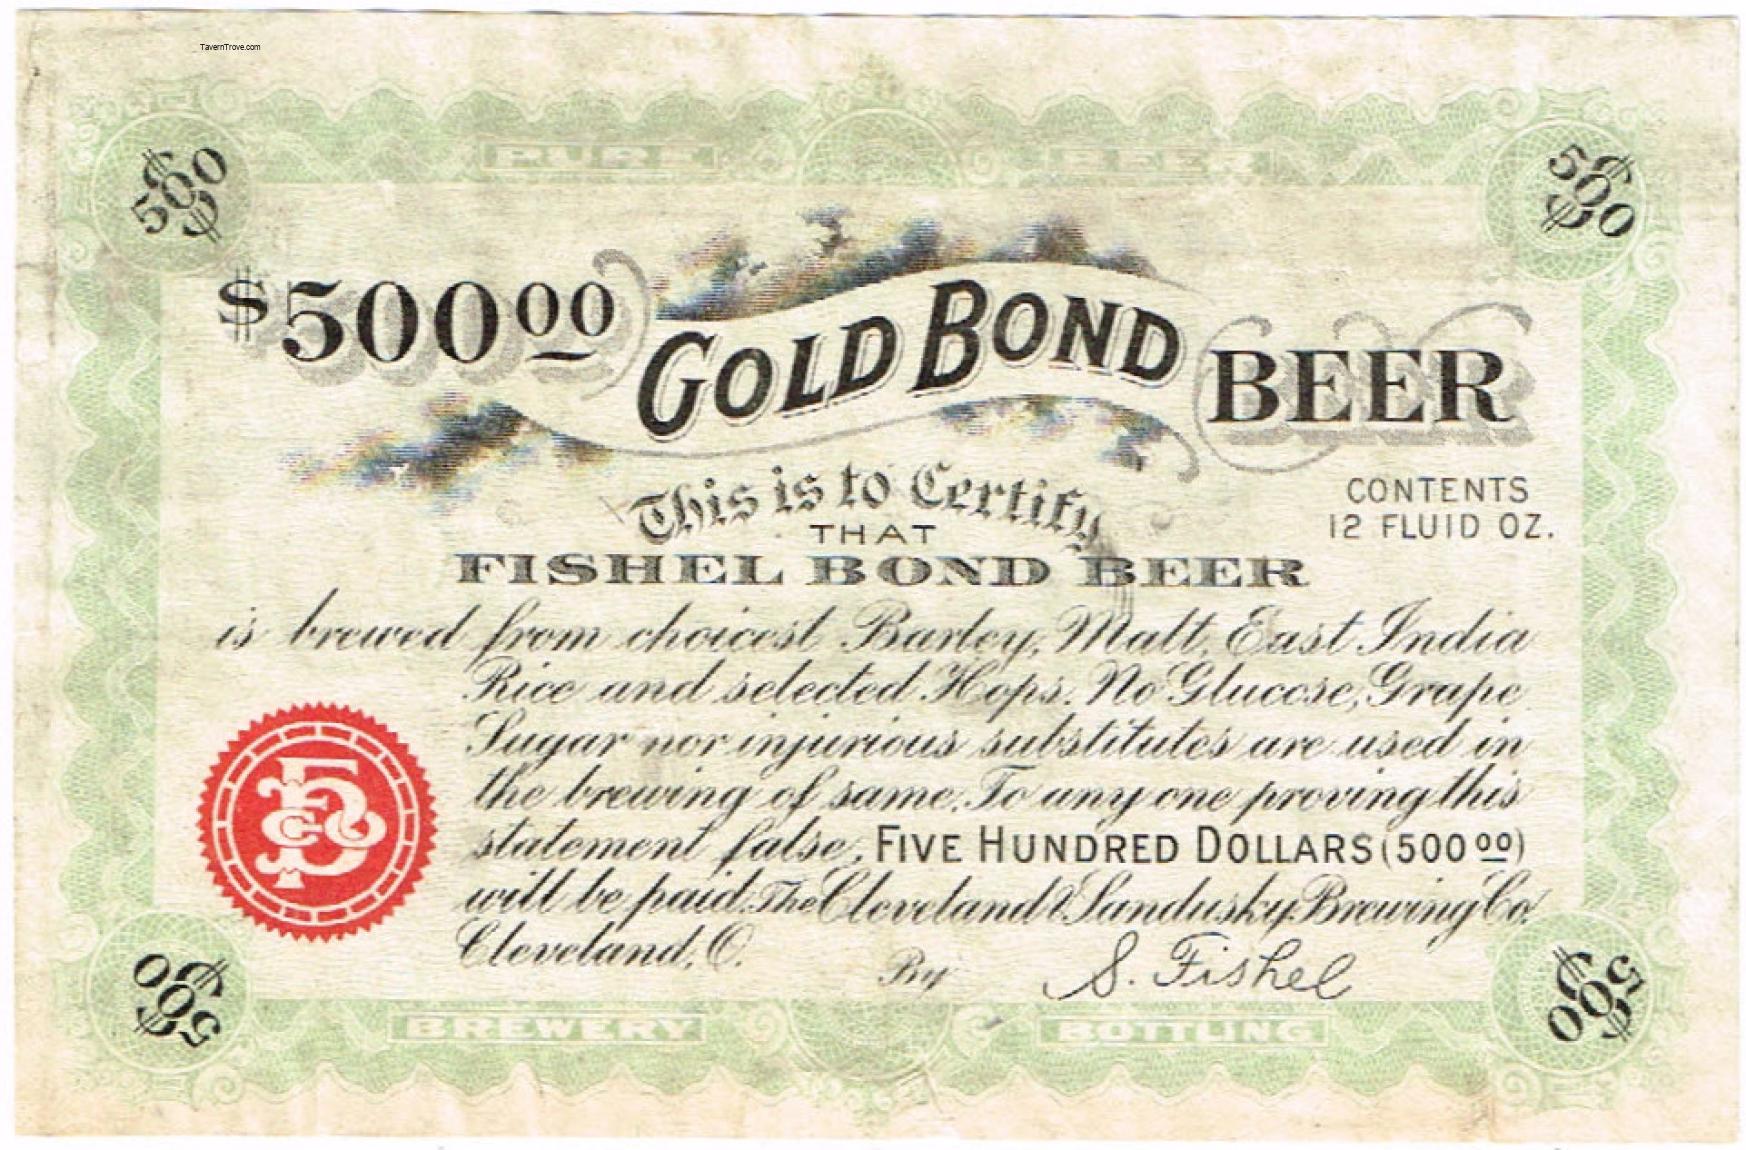 TavernTrove.com
PURE BEER
$500 $500
$500.00 GOLD BOND BEER
This is to Certify
CONTENTS
THAT
12 FLUID OZ.
FISHEL BOND BEER
is brewed from choicest Barley, Malt, East India
Rice and selected Hops. No Glucose, Grape
Sugar nor injurious substitutes are used in
the brewing of same. To any one proving this
statement false, FIVE HUNDRED DOLLARS (500 00)
will be paid. The Cleveland & Sandusky Brewing Co.
Cleveland, O. By S. Fishel
$500 $500
BREWERY BOTTLING